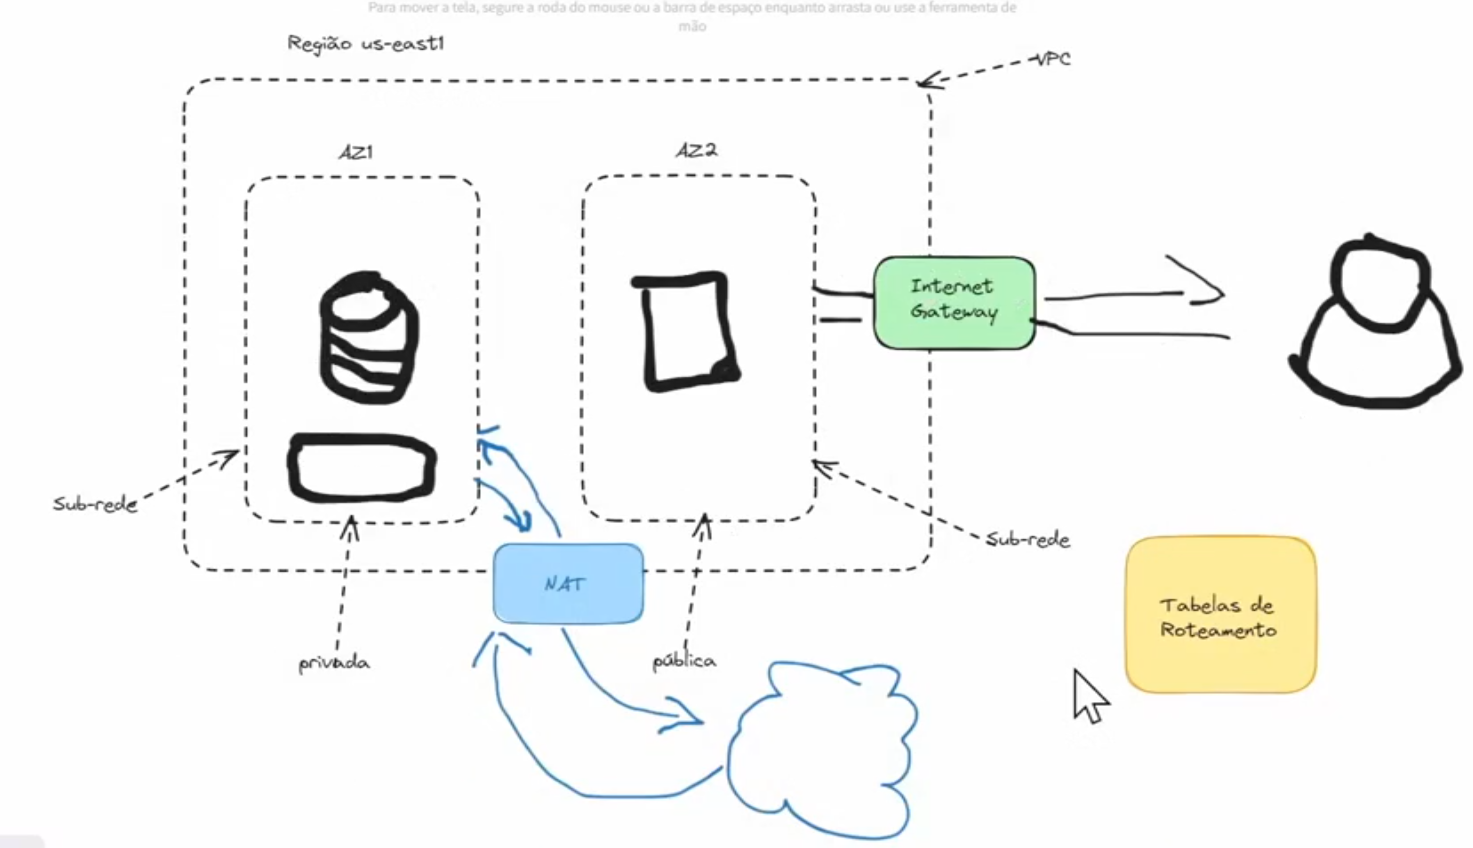 Para mover a tela, segure a roda do mouse ou a barra de espaço enquanto arrasta ou use a ferramenta de
mão
Região us-east1
VPC
AZ1
AZ2
Internet
Gateway
Sub-rede
Sub-rede
NAT
Tabelas de
Roteamento
privada
pública